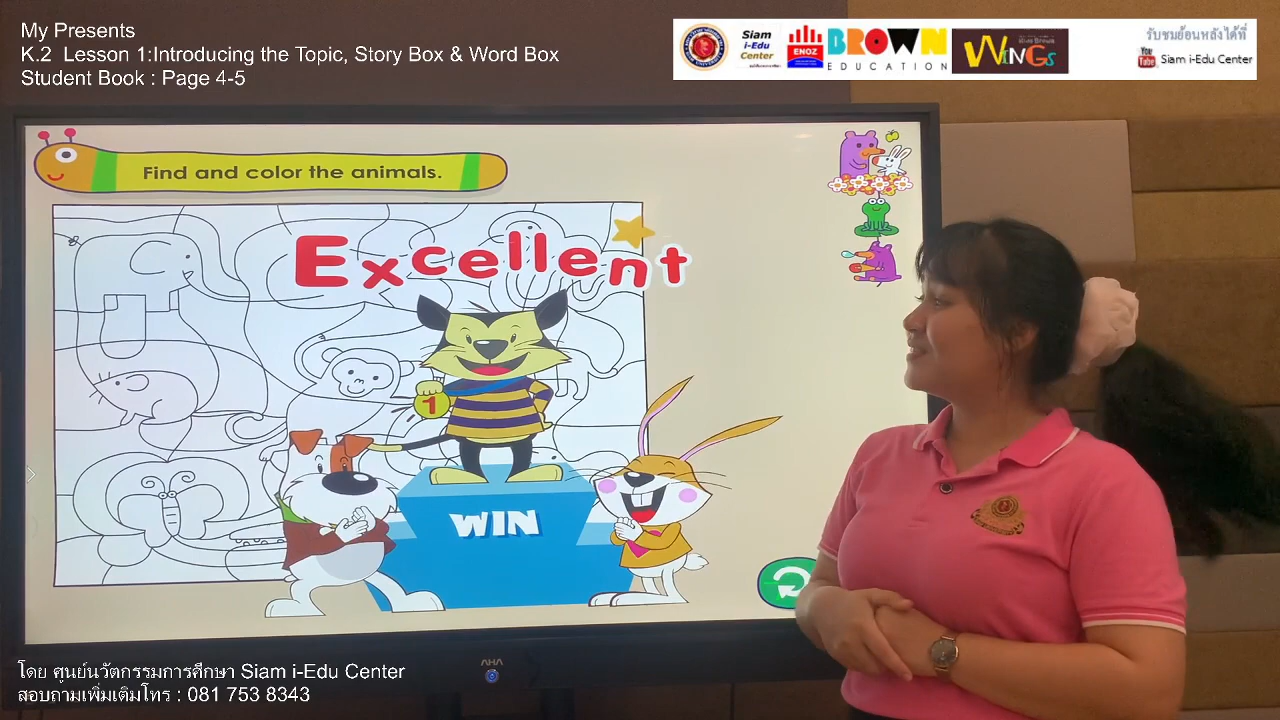 My Presents
K.2 Lesson 1:Introducing the Topic, Story Box & Word Box
Student Book : Page 4-5
Siam
i-Edu
Center
ENOZ
BROWN
EDUCATION
WiNGs
รับชมย้อนหลังได้ที่
You
Tube
Siam i-Edu Center
Find and color the animals.
Excellent
1
WIN
โดย ศูนย์นวัตกรรมการศึกษา Siam i-Edu Center
สอบถามเพิ่มเติมโทร : 081 753 8343